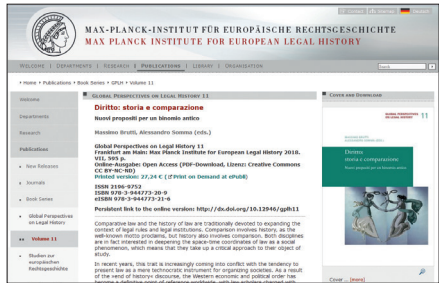 MAX-PLANCK-INSTITUT FÜR EUROPÄISCHE RECHTSGESCHICHTE
MAX PLANCK INSTITUTE FOR EUROPEAN LEGAL HISTORY
WELCOME | DEPARTMENTS | RESEARCH | PUBLICATIONS | LIBRARY | ORGANISATION
Home • Publications • Book Series • GPLH • Volume 11
Welcome
Departments
Research
Publications
New Releases
Journals
Book Series
Global Perspectives
on Legal History
Volume 11
Studien zur
europäischen
Rechtsgeschichte
GLOBAL PERSPECTIVES ON LEGAL HISTORY 11
Diritto: storia e comparazione
Nuovi propositi per un binomio antico
Massimo Brutti, Alessandro Somma (eds.)
Global Perspectives on Legal History 11
Frankfurt am Main: Max Planck Institute for European Legal History 2018.
VII, 595 p.
Online-Ausgabe: Open Access (PDF-Download, Lizenz: Creative Commons
CC BY-NC-ND)
Printed version: 27,24 € (Print on Demand at ePubli)
ISSN 2196-9752
ISBN 978-3-944773-20-9
eISBN 978-3-944773-21-6
Persistent link to the online version: http://dx.doi.org/10.12946/gplh11
Comparative law and the history of law are traditionally devoted to expanding the
context of legal rules and legal institutions. Comparison involves history, as the
well-known motto proclaims, but history also involves comparison. Both disciplines
are in fact interested in deepening the space-time coordinates of law as a social
phenomenon, which means that they take up a critical approach to their object of
study.
In recent years, this trait is increasingly coming into conflict with the tendency to
present law as a mere technocratic instrument for organizing societies. As a result
of the «end of history» discourse, the Western economic and political order has
COVER AND DOWNLOAD
GLOBAL PERSPECTIVES
ON LEGAL HISTORY 11
Diritto:
storia e comparazione
Nuovi propositi per un binomio antico
Cover ... [more]